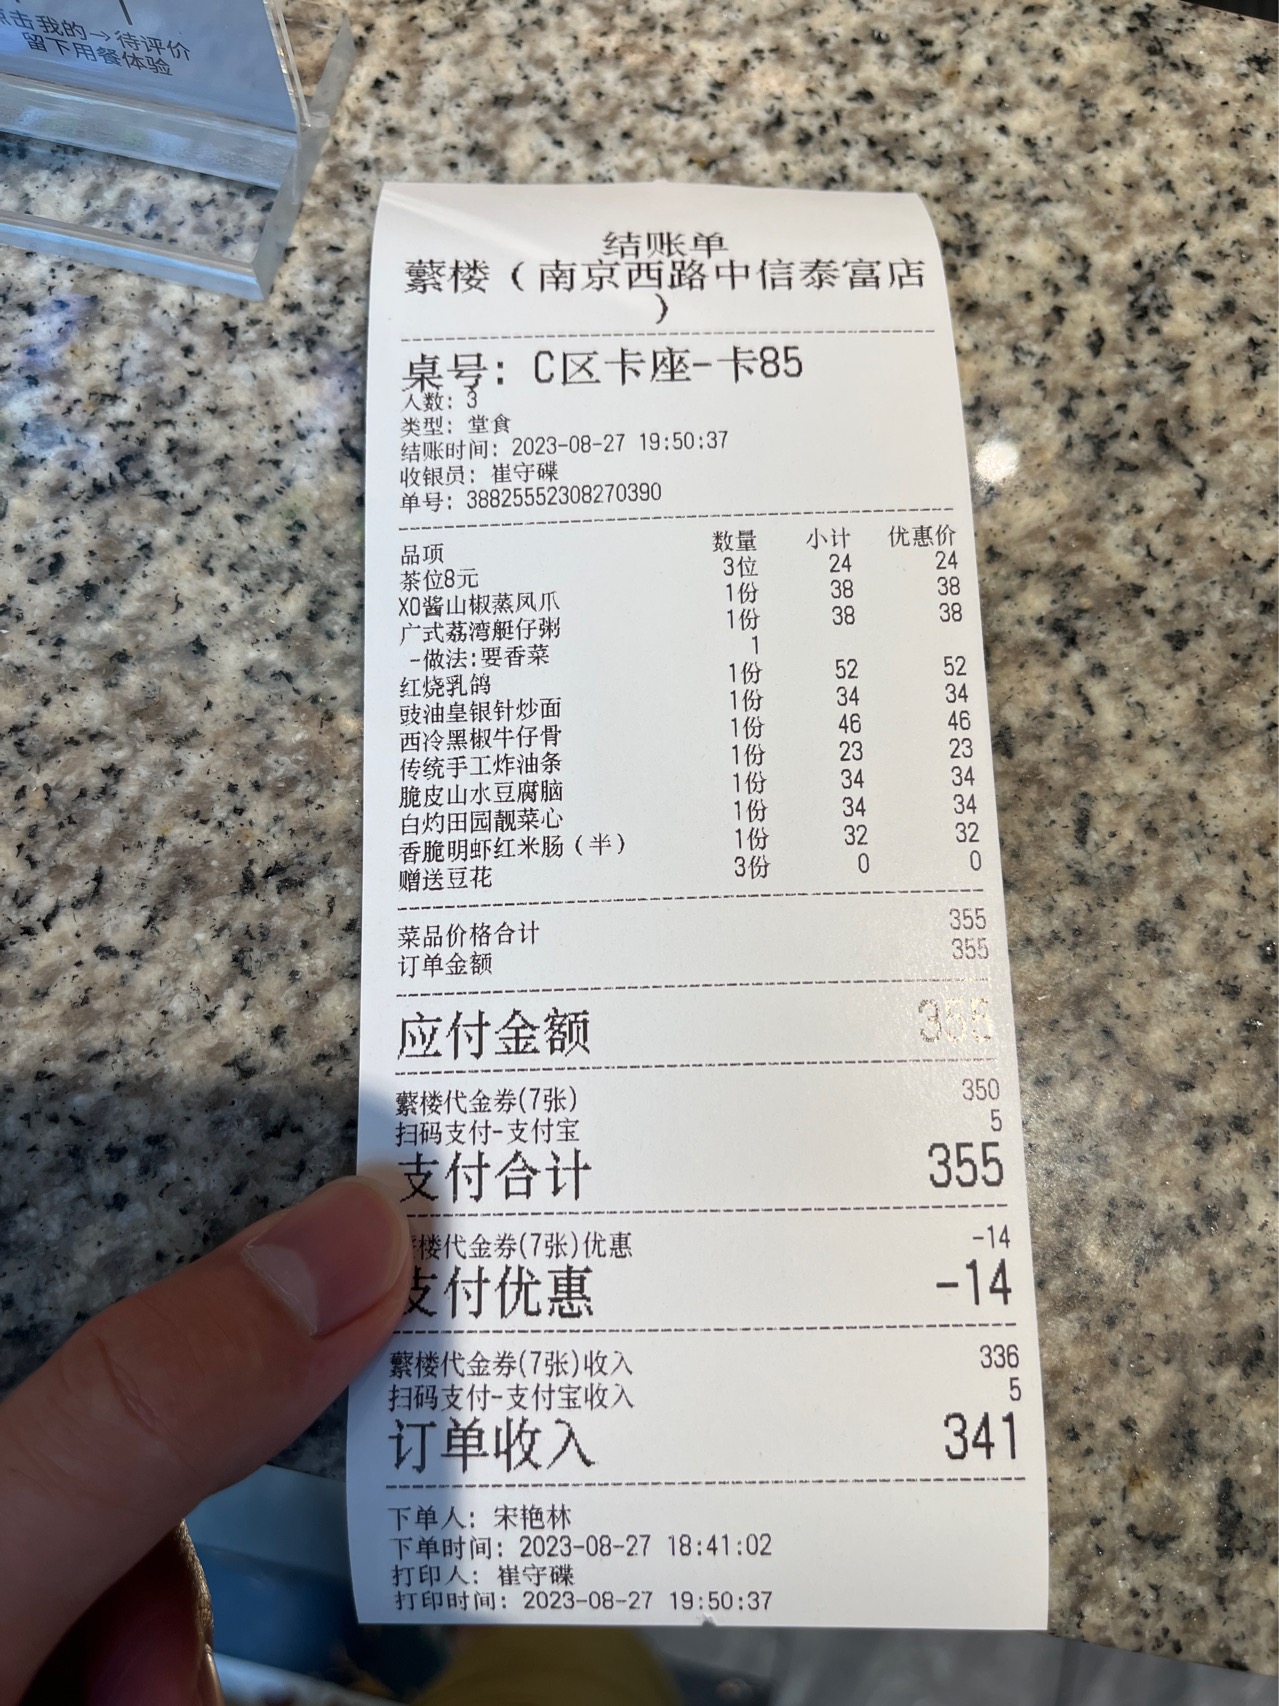 点击我的→待评价
留下用餐体验
结账单
蘩楼（南京西路中信泰富店
）
桌号: C区卡座-卡85
人数: 3
类型: 堂食
结账时间: 2023-08-27 19:50:37
收银员: 崔守碟
单号: 38825552308270390
品项 数量 小计 优惠价
茶位8元 3位 24 24
XO酱山椒蒸凤爪 1份 38 38
广式荔湾艇仔粥 1份 38 38
-做法:要香菜 1
红烧乳鸽 1份 52 52
豉油皇银针炒面 1份 34 34
西冷黑椒牛仔骨 1份 46 46
传统手工炸油条 1份 23 23
脆皮山水豆腐脑 1份 34 34
白灼田园靓菜心 1份 34 34
香脆明虾红米肠（半） 1份 32 32
赠送豆花 3份 0 0
菜品价格合计 355
订单金额 355
应付金额 355
蘩楼代金券(7张) 350
扫码支付-支付宝 5
支付合计 355
楼代金券(7张)优惠 -14
支付优惠 -14
蘩楼代金券(7张)收入 336
扫码支付-支付宝收入 5
订单收入 341
下单人: 宋艳林
下单时间: 2023-08-27 18:41:02
打印人: 崔守碟
打印时间: 2023-08-27 19:50:37